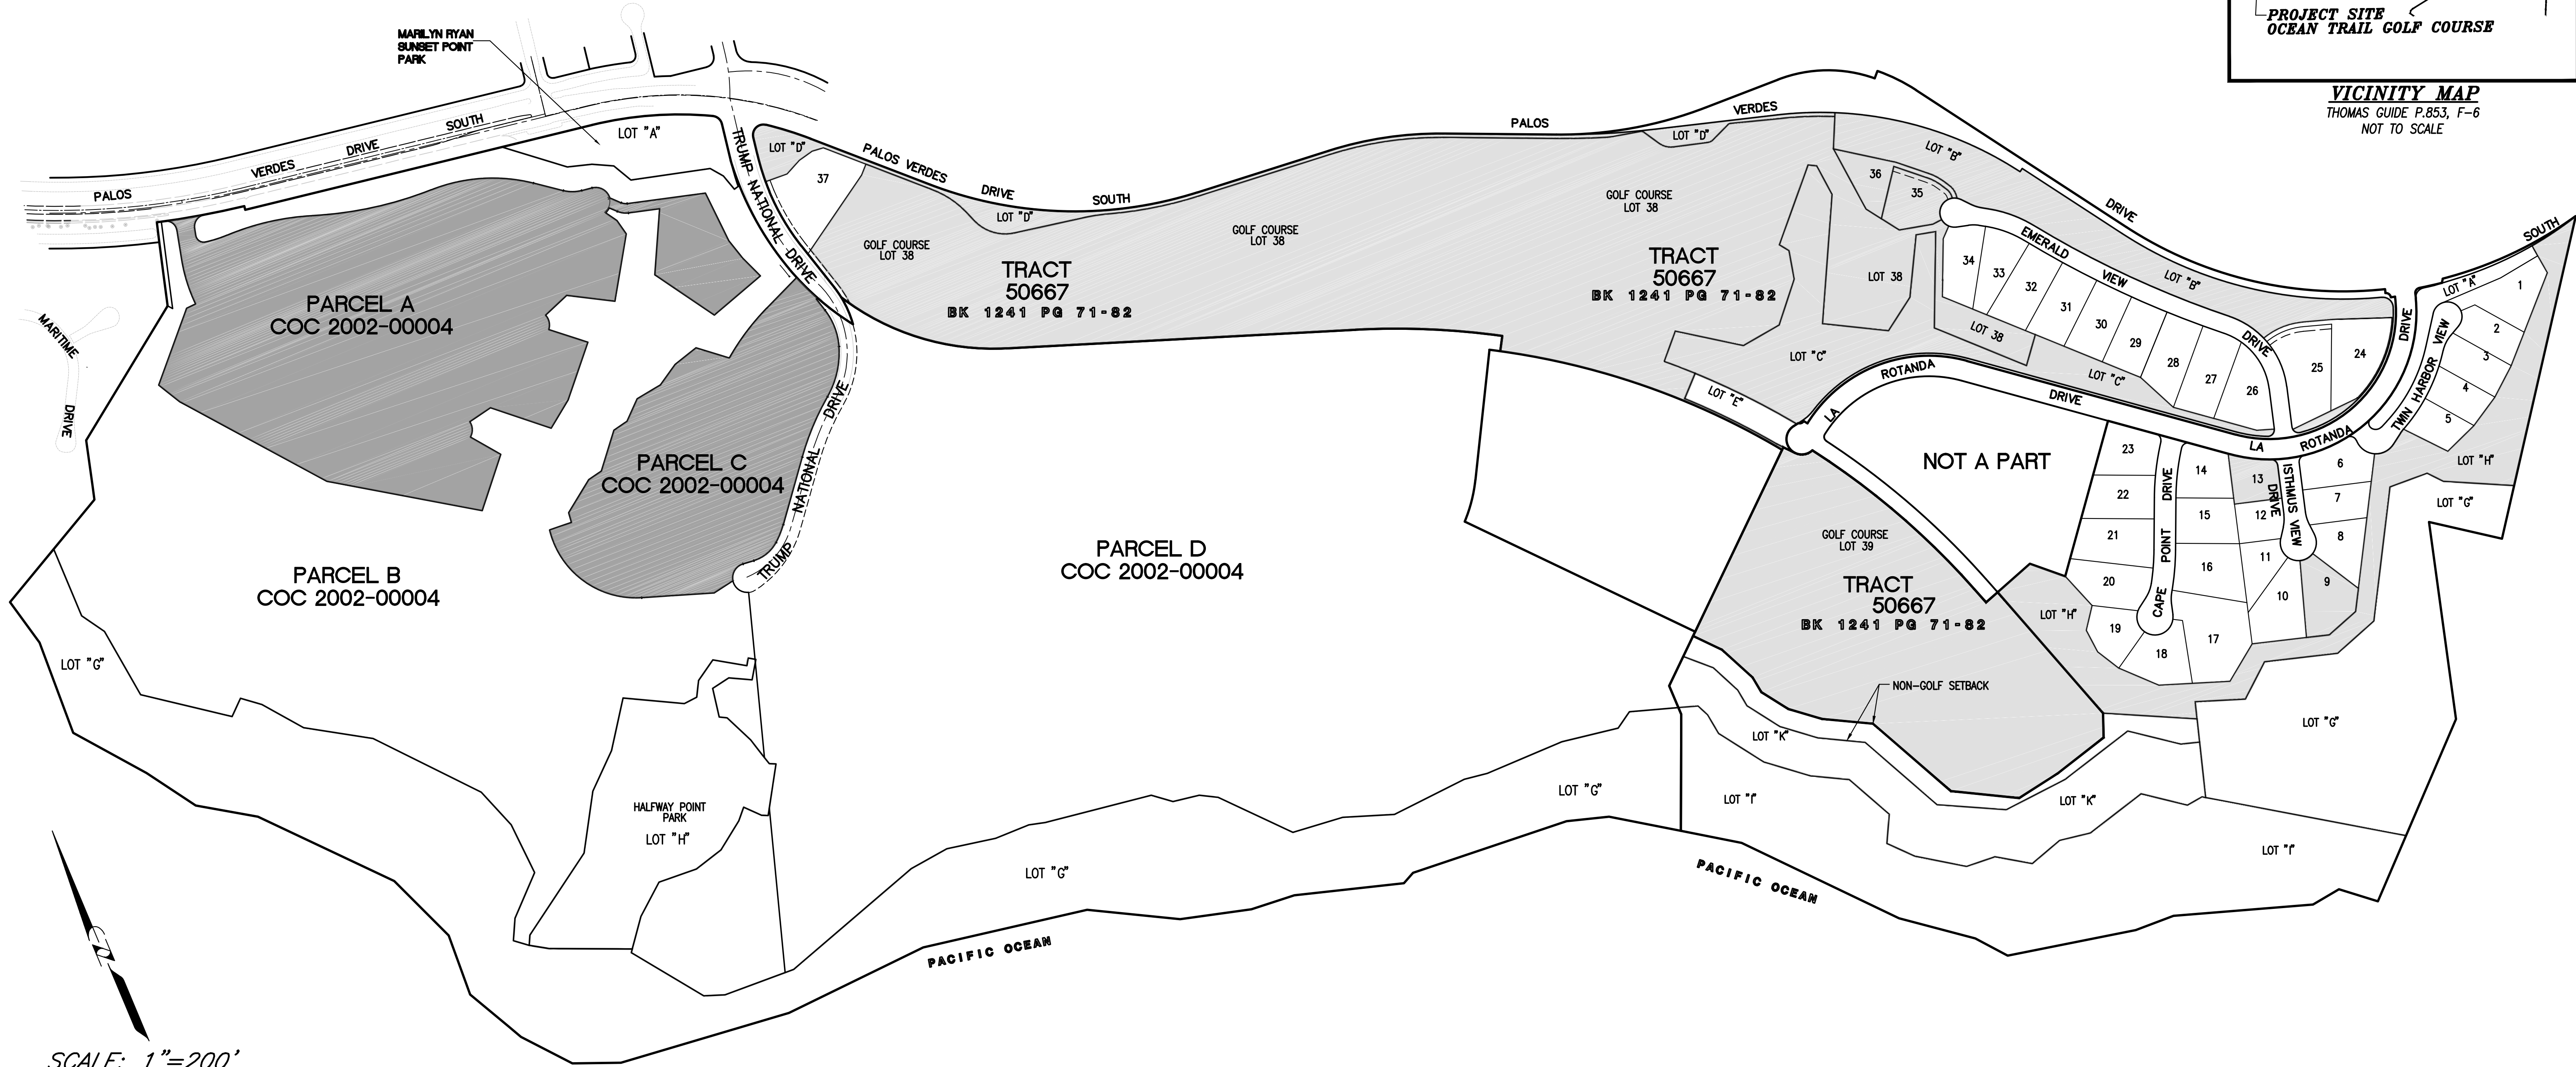 PROJECT SITE
OCEAN TRAIL GOLF COURSE
VICINITY MAP
THOMAS GUIDE P.853, F-6
NOT TO SCALE
MARILYN RYAN
SUNSET POINT
PARK
PALOS VERDES DRIVE SOUTH
LOT "A"
TRUMP NATIONAL DRIVE
LOT "D"
37
PALOS VERDES DRIVE SOUTH
LOT "D"
GOLF COURSE
LOT 38
TRACT
50667
BK 1241 PG 71-82
GOLF COURSE
LOT 38
PALOS VERDES DRIVE SOUTH
LOT "D"
GOLF COURSE
LOT 38
TRACT
50667
BK 1241 PG 71-82
LOT 38
LOT "B"
36
35
EMERALD VIEW DRIVE
LOT "B"
34
33
32
31
30
29
28
27
26
25
24
LOT 38
LOT "C"
LOT "C"
LOT "E"
LA ROTANDA DRIVE
LA ROTANDA DRIVE
TWIN HARBOR VIEW
LOT "A"
1
2
3
4
5
LOT "H"
LOT "G"
NOT A PART
23
22
21
20
19
18
17
16
15
14
CAPE POINT DRIVE
13
12
11
10
9
8
7
6
ISTHMUS VIEW
DRIVE
LOT "H"
GOLF COURSE
LOT 39
TRACT
50667
BK 1241 PG 71-82
NON-GOLF SETBACK
LOT "K"
LOT "K"
LOT "I"
LOT "I"
LOT "G"
PARCEL A
COC 2002-00004
MARITIME
DRIVE
PARCEL C
COC 2002-00004
TRUMP NATIONAL DRIVE
PARCEL B
COC 2002-00004
PARCEL D
COC 2002-00004
LOT "G"
HALFWAY POINT
PARK
LOT "H"
LOT "G"
LOT "G"
PACIFIC OCEAN
PACIFIC OCEAN
SCALE: 1"=200'